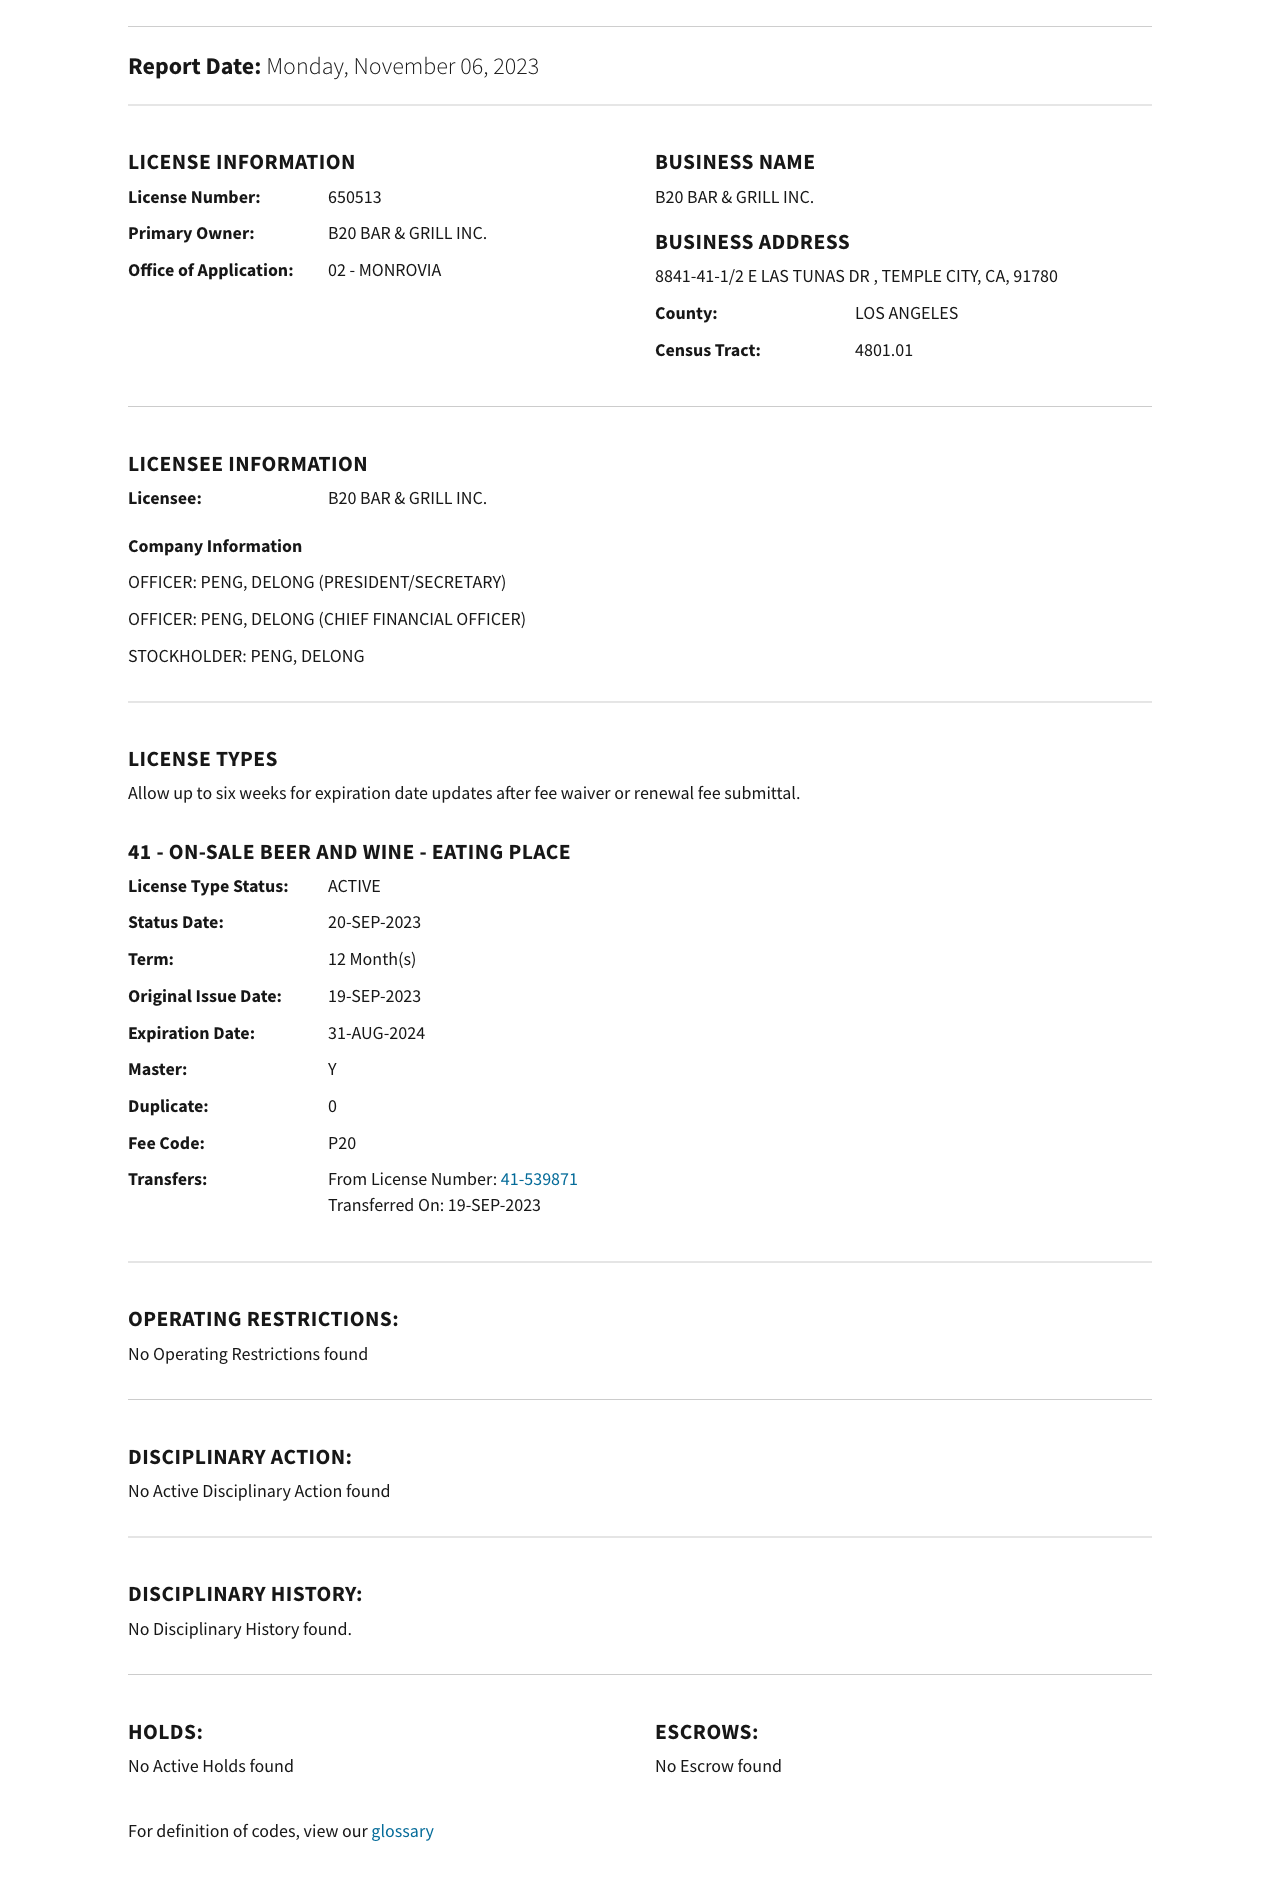 Report Date: Monday, November 06, 2023
LICENSE INFORMATION
License Number: 650513
Primary Owner: B20 BAR & GRILL INC.
Office of Application: 02 - MONROVIA
BUSINESS NAME
B20 BAR & GRILL INC.
BUSINESS ADDRESS
8841-41-1/2 E LAS TUNAS DR , TEMPLE CITY, CA, 91780
County: LOS ANGELES
Census Tract: 4801.01
LICENSEE INFORMATION
Licensee: B20 BAR & GRILL INC.
Company Information
OFFICER: PENG, DELONG (PRESIDENT/SECRETARY)
OFFICER: PENG, DELONG (CHIEF FINANCIAL OFFICER)
STOCKHOLDER: PENG, DELONG
LICENSE TYPES
Allow up to six weeks for expiration date updates after fee waiver or renewal fee submittal.
41 - ON-SALE BEER AND WINE - EATING PLACE
License Type Status: ACTIVE
Status Date: 20-SEP-2023
Term: 12 Month(s)
Original Issue Date: 19-SEP-2023
Expiration Date: 31-AUG-2024
Master: Y
Duplicate: 0
Fee Code: P20
Transfers: From License Number: 41-539871
Transferred On: 19-SEP-2023
OPERATING RESTRICTIONS:
No Operating Restrictions found
DISCIPLINARY ACTION:
No Active Disciplinary Action found
DISCIPLINARY HISTORY:
No Disciplinary History found.
HOLDS:
No Active Holds found
ESCROWS:
No Escrow found
For definition of codes, view our glossary